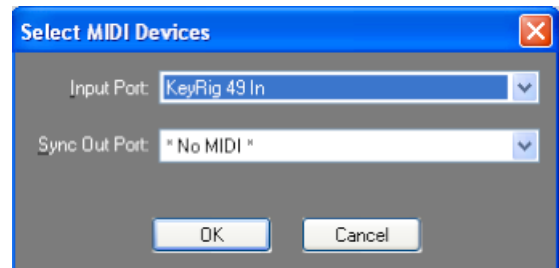 Select MIDI Devices
Input Port: KeyRig 49 In
Sync Out Port: * No MIDI *
OK Cancel